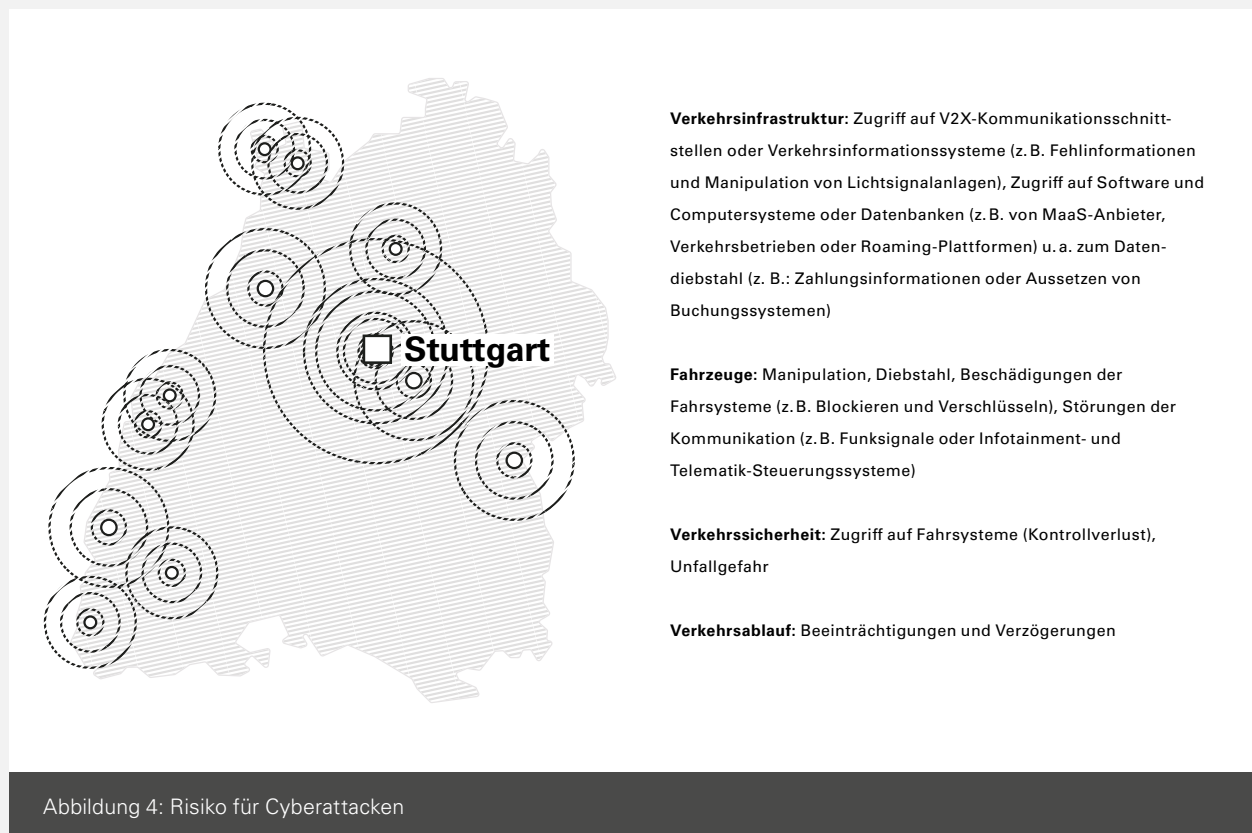 Stuttgart
Verkehrsinfrastruktur: Zugriff auf V2X-Kommunikationsschnitt-
stellen oder Verkehrsinformationssysteme (z. B. Fehlinformationen
und Manipulation von Lichtsignalanlagen), Zugriff auf Software und
Computersysteme oder Datenbanken (z. B. von MaaS-Anbieter,
Verkehrsbetrieben oder Roaming-Plattformen) u. a. zum Daten-
diebstahl (z. B.: Zahlungsinformationen oder Aussetzen von
Buchungssystemen)
Fahrzeuge: Manipulation, Diebstahl, Beschädigungen der
Fahrsysteme (z. B. Blockieren und Verschlüsseln), Störungen der
Kommunikation (z. B. Funksignale oder Infotainment- und
Telematik-Steuerungssysteme)
Verkehrssicherheit: Zugriff auf Fahrsysteme (Kontrollverlust),
Unfallgefahr
Verkehrsablauf: Beeinträchtigungen und Verzögerungen
Abbildung 4: Risiko für Cyberattacken